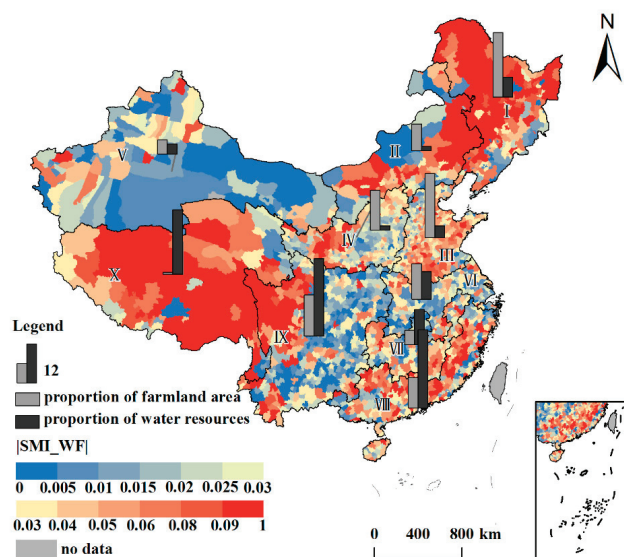 N
I
II
V
IV
III
X
VI
IX
VII
VIII
Legend
12
proportion of farmland area
proportion of water resources
|SMI_WF|
0 0.005 0.01 0.015 0.02 0.025 0.03
0.03 0.04 0.05 0.06 0.08 0.09 1
no data
0 400 800 km